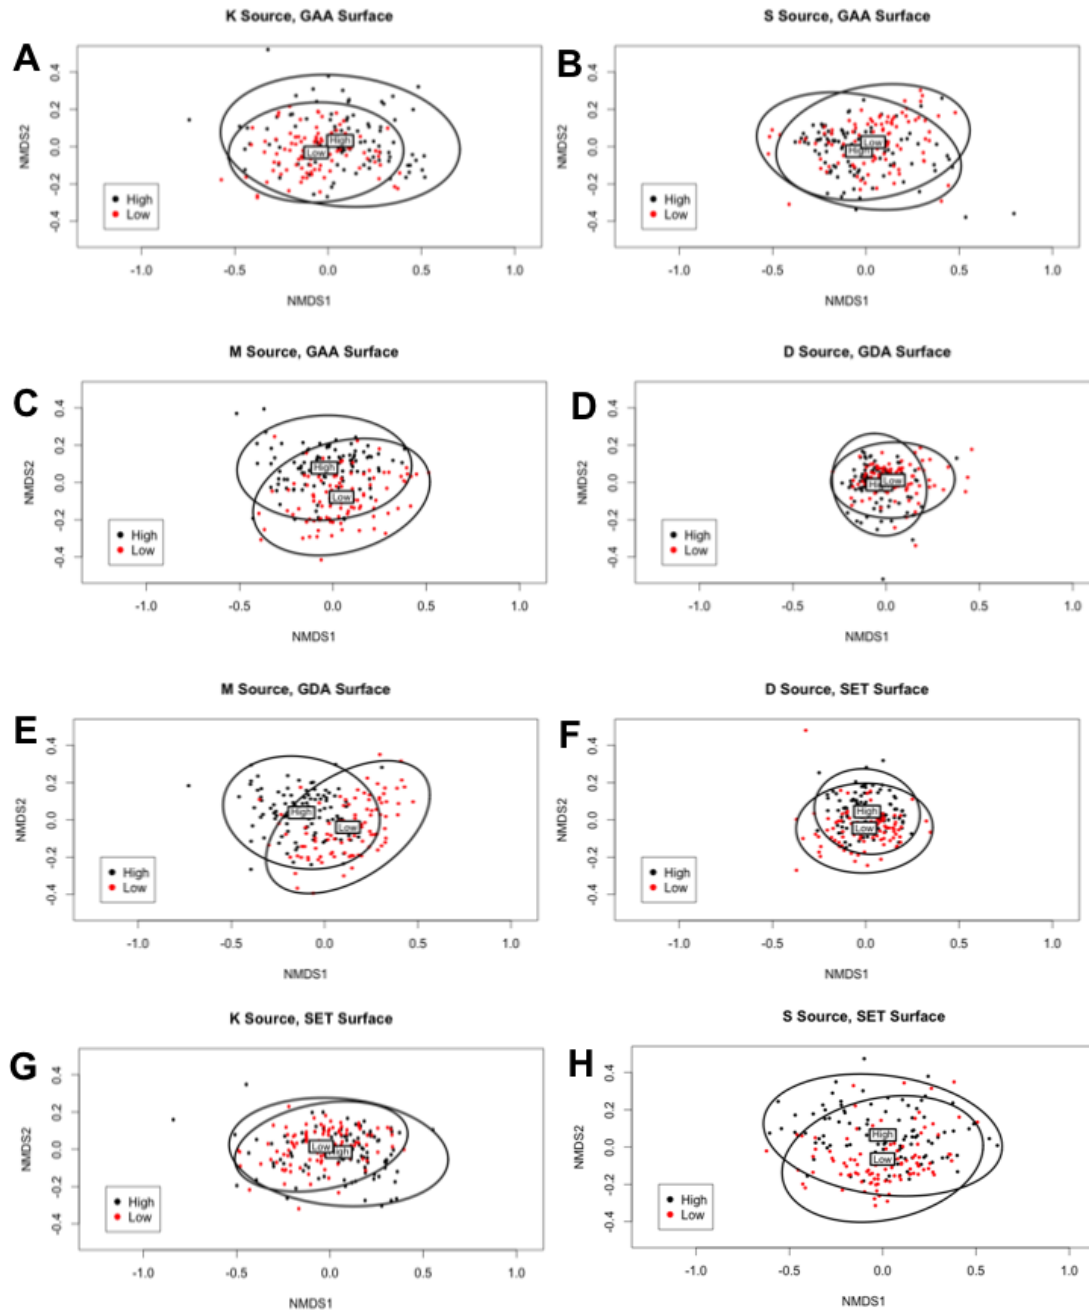 K Source, GAA Surface
A
NMDS2
0.4
0.2
0.0
-0.2
-0.4
High
Low
High
Low
-1.0 -0.5 0.0 0.5 1.0
NMDS1
S Source, GAA Surface
B
NMDS2
0.4
0.2
0.0
-0.2
-0.4
Low
High
High
Low
-1.0 -0.5 0.0 0.5 1.0
NMDS1
M Source, GAA Surface
C
NMDS2
0.4
0.2
0.0
-0.2
-0.4
High
Low
High
Low
-1.0 -0.5 0.0 0.5 1.0
NMDS1
D Source, GDA Surface
D
NMDS2
0.4
0.2
0.0
-0.2
-0.4
Low
High
Low
-1.0 -0.5 0.0 0.5 1.0
NMDS1
M Source, GDA Surface
E
NMDS2
0.4
0.2
0.0
-0.2
-0.4
High
Low
High
Low
-1.0 -0.5 0.0 0.5 1.0
NMDS1
D Source, SET Surface
F
NMDS2
0.4
0.2
0.0
-0.2
-0.4
High
Low
High
Low
-1.0 -0.5 0.0 0.5 1.0
NMDS1
K Source, SET Surface
G
NMDS2
0.4
0.2
0.0
-0.2
-0.4
Low
High
Low
-1.0 -0.5 0.0 0.5 1.0
NMDS1
S Source, SET Surface
H
NMDS2
0.4
0.2
0.0
-0.2
-0.4
High
Low
High
Low
-1.0 -0.5 0.0 0.5 1.0
NMDS1